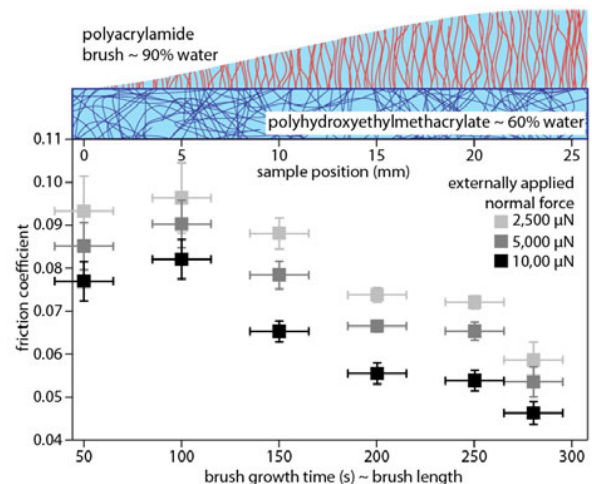 polyacrylamide
brush ~ 90% water
polyhydroxyethylmethacrylate ~ 60% water
0 5 10 15 20 25
sample position (mm)
externally applied
normal force
2,500 µN
5,000 µN
10,00 µN
0.11
0.10
0.09
0.08
0.07
0.06
0.05
0.04
friction coefficient
50 100 150 200 250 300
brush growth time (s) ~ brush length